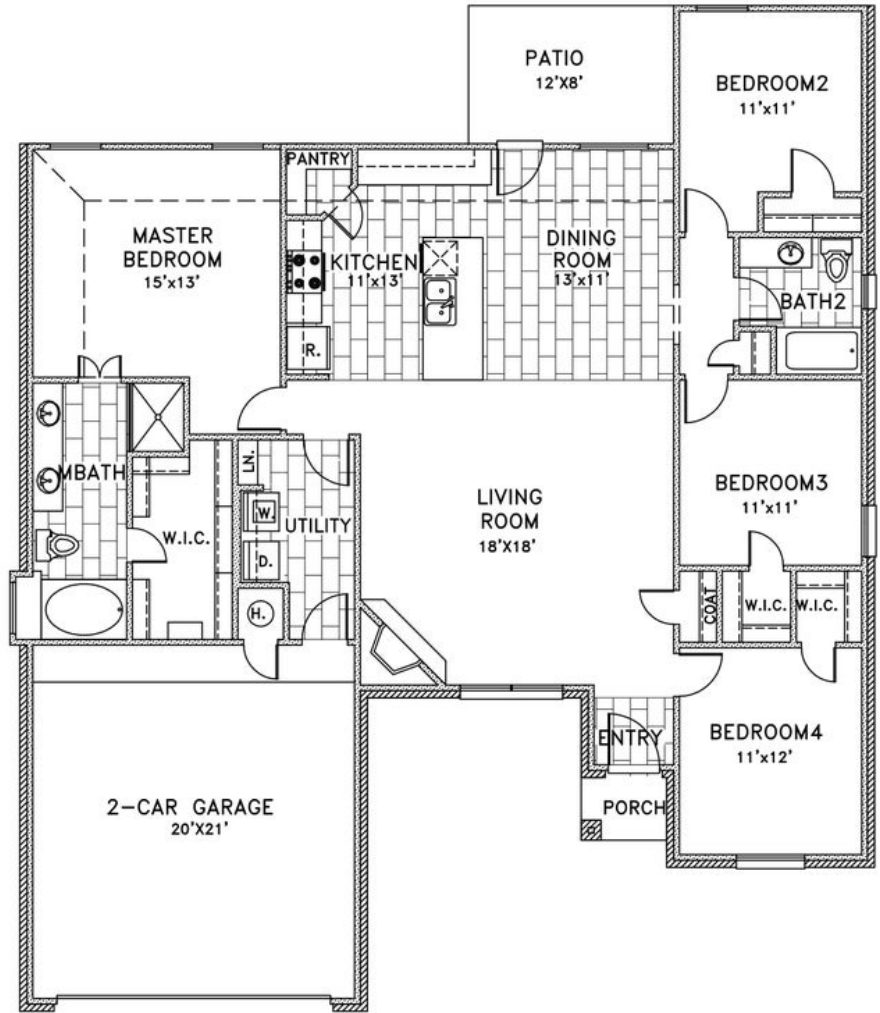 PATIO
12'X8'
BEDROOM2
11'x11'
PANTRY
MASTER
BEDROOM
15'x13'
KITCHEN
11'x13'
DINING
ROOM
13'x11'
BATH2
R.
MBATH
LN.
W.
UTILITY
W.I.C.
D.
H.
LIVING
ROOM
18'X18'
BEDROOM3
11'x11'
COAT
W.I.C.
W.I.C.
ENTRY
BEDROOM4
11'x12'
PORCH
2-CAR GARAGE
20'X21'